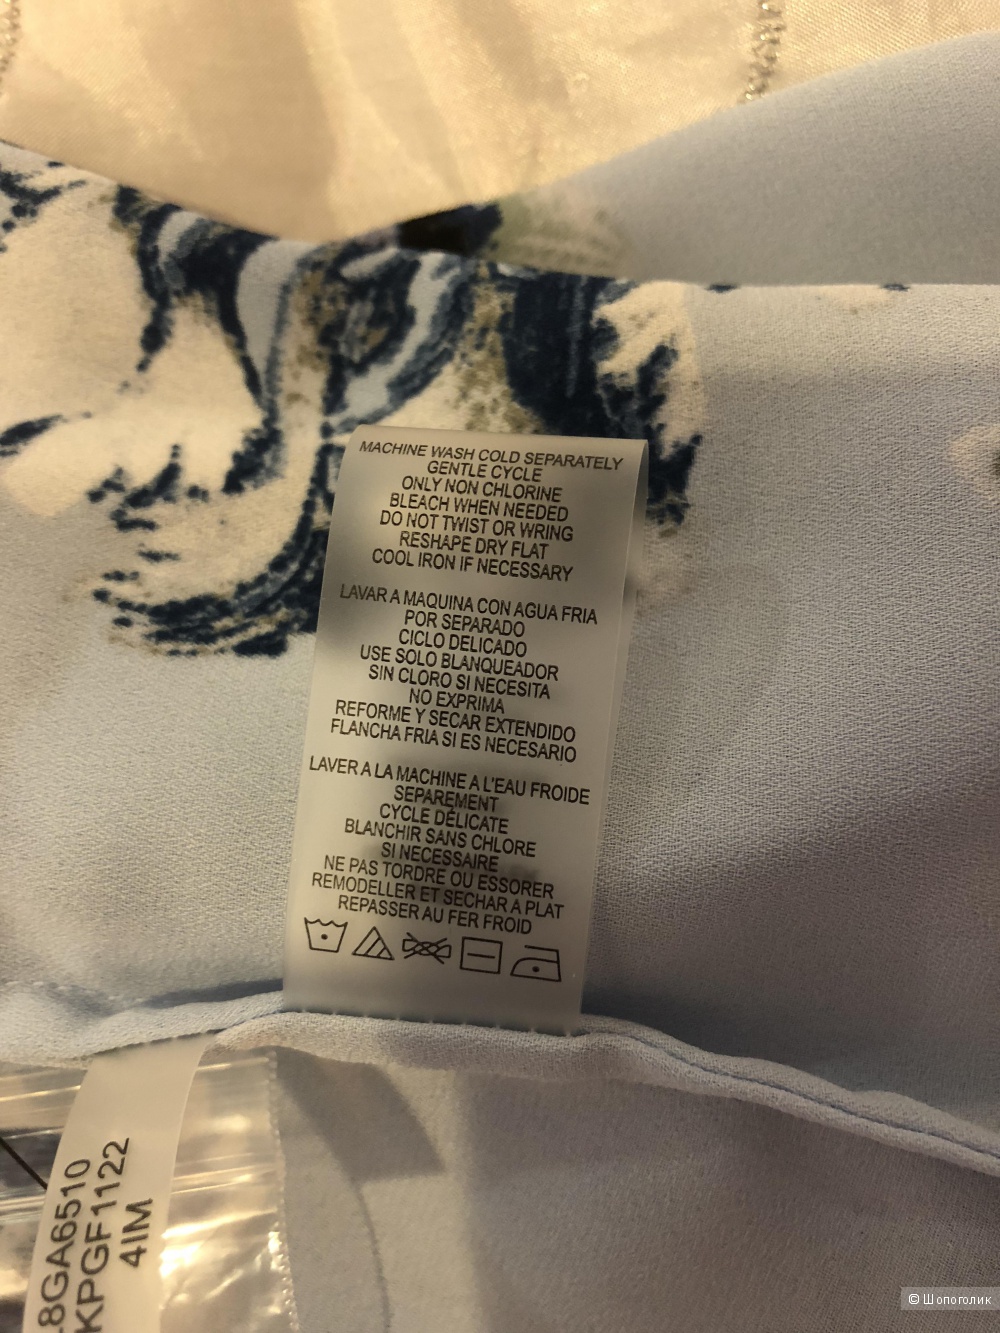 MACHINE WASH COLD SEPARATELY
GENTLE CYCLE
ONLY NON CHLORINE
BLEACH WHEN NEEDED
DO NOT TWIST OR WRING
RESHAPE DRY FLAT
COOL IRON IF NECESSARY
LAVAR A MAQUINA CON AGUA FRIA
POR SEPARADO
CICLO DELICADO
USE SOLO BLANQUEADOR
SIN CLORO SI NECESITA
NO EXPRIMA
REFORME Y SECAR EXTENDIDO
FLANCHA FRIA SI ES NECESARIO
LAVER A LA MACHINE A L'EAU FROIDE
SEPAREMENT
CYCLE DÉLICATE
BLANCHIR SANS CHLORE
SI NECESSAIRE
NE PAS TORDRE OU ESSORER
REMODELLER ET SECHAR A PLAT
REPASSER AU FER FROID
8GA6510
KPGF1122
4IM
© Шопоголик